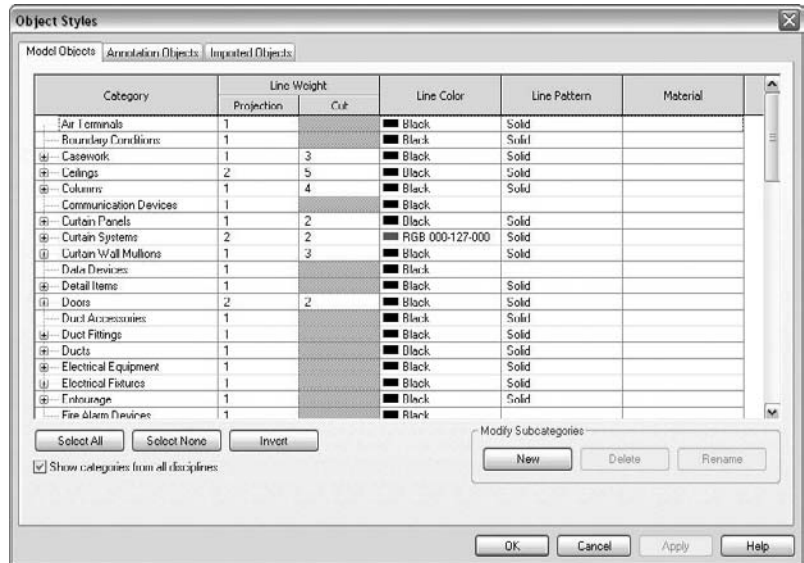 Object Styles
Model Objects Annotation Objects Imported Objects
Category Line Weight Line Color Line Pattern Material
Projection Cut
Air Terminals 1 Black Solid
Boundary Conditions 1 Black Solid
Casework 1 3 Black Solid
Ceilings 2 5 Black Solid
Columns 1 4 Black Solid
Communication Devices 1 Black
Curtain Panels 1 2 Black Solid
Curtain Systems 2 2 RGB 000-127-000 Solid
Curtain Wall Mullions 1 3 Black Solid
Data Devices 1 Black
Detail Items 1 Black Solid
Doors 2 2 Black Solid
Duct Accessories 1 Black Solid
Duct Fittings 1 Black Solid
Ducts 1 Black Solid
Electrical Equipment 1 Black Solid
Electrical Fixtures 1 Black Solid
Entourage 1 Black Solid
Fire Alarm Devices 1 Black
Select All Select None Invert
Modify Subcategories
New Delete Rename
Show categories from all disciplines
OK Cancel Apply Help